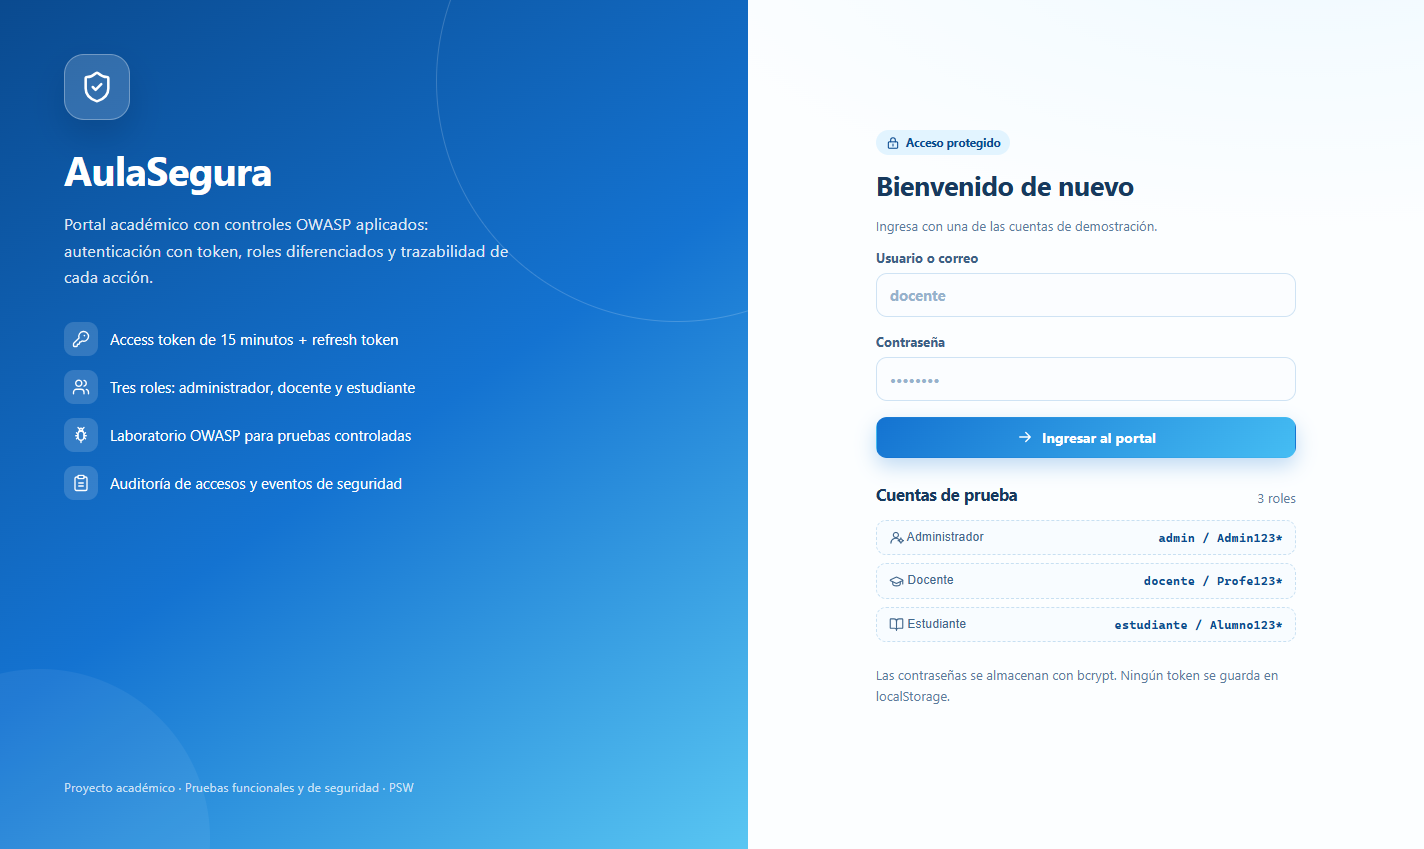 AulaSegura
Portal académico con controles OWASP aplicados:
autenticación con token, roles diferenciados y trazabilidad de
cada acción.
Access token de 15 minutos + refresh token
Tres roles: administrador, docente y estudiante
Laboratorio OWASP para pruebas controladas
Auditoría de accesos y eventos de seguridad
Proyecto académico · Pruebas funcionales y de seguridad · PSW
Acceso protegido
Bienvenido de nuevo
Ingresa con una de las cuentas de demostración.
Usuario o correo
docente
Contraseña
••••••••
Ingresar al portal
Cuentas de prueba
3 roles
Administrador admin / Admin123*
Docente docente / Profe123*
Estudiante estudiante / Alumno123*
Las contraseñas se almacenan con bcrypt. Ningún token se guarda en
localStorage.